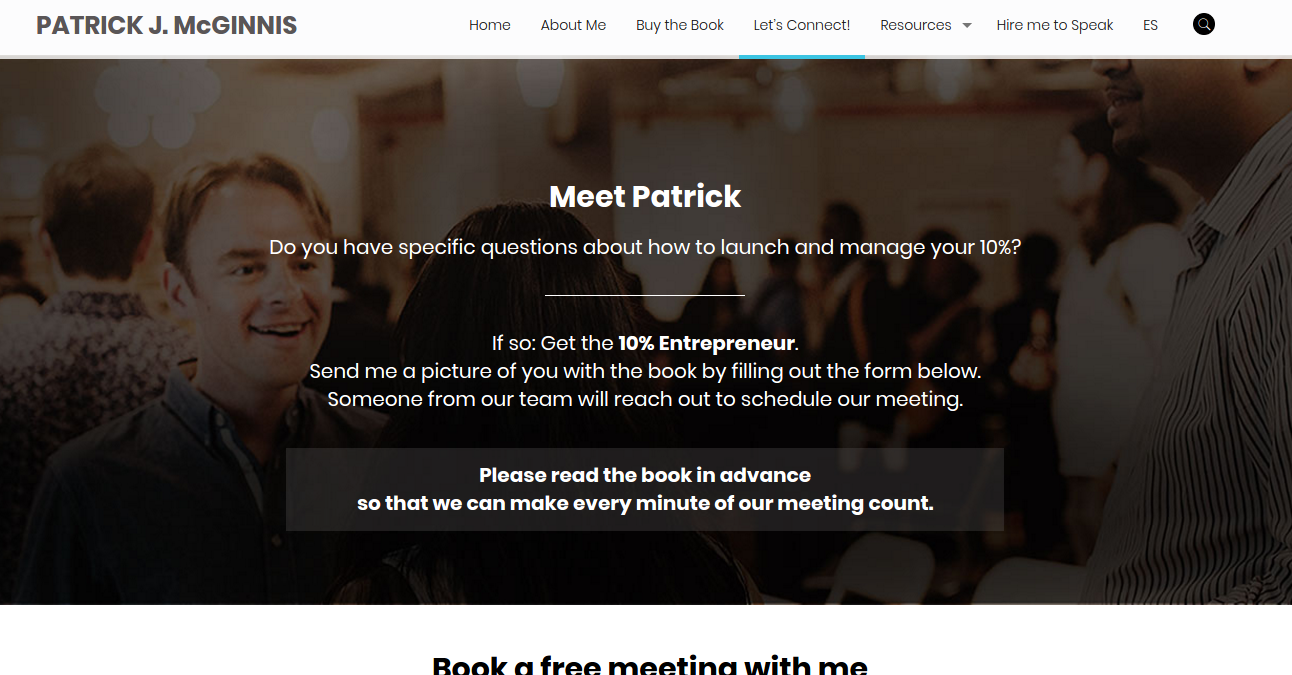 PATRICK J. McGINNIS
Home About Me Buy the Book Let's Connect! Resources Hire me to Speak ES
Meet Patrick
Do you have specific questions about how to launch and manage your 10%?
If so: Get the 10% Entrepreneur.
Send me a picture of you with the book by filling out the form below.
Someone from our team will reach out to schedule our meeting.
Please read the book in advance
so that we can make every minute of our meeting count.
Book a free meeting with me